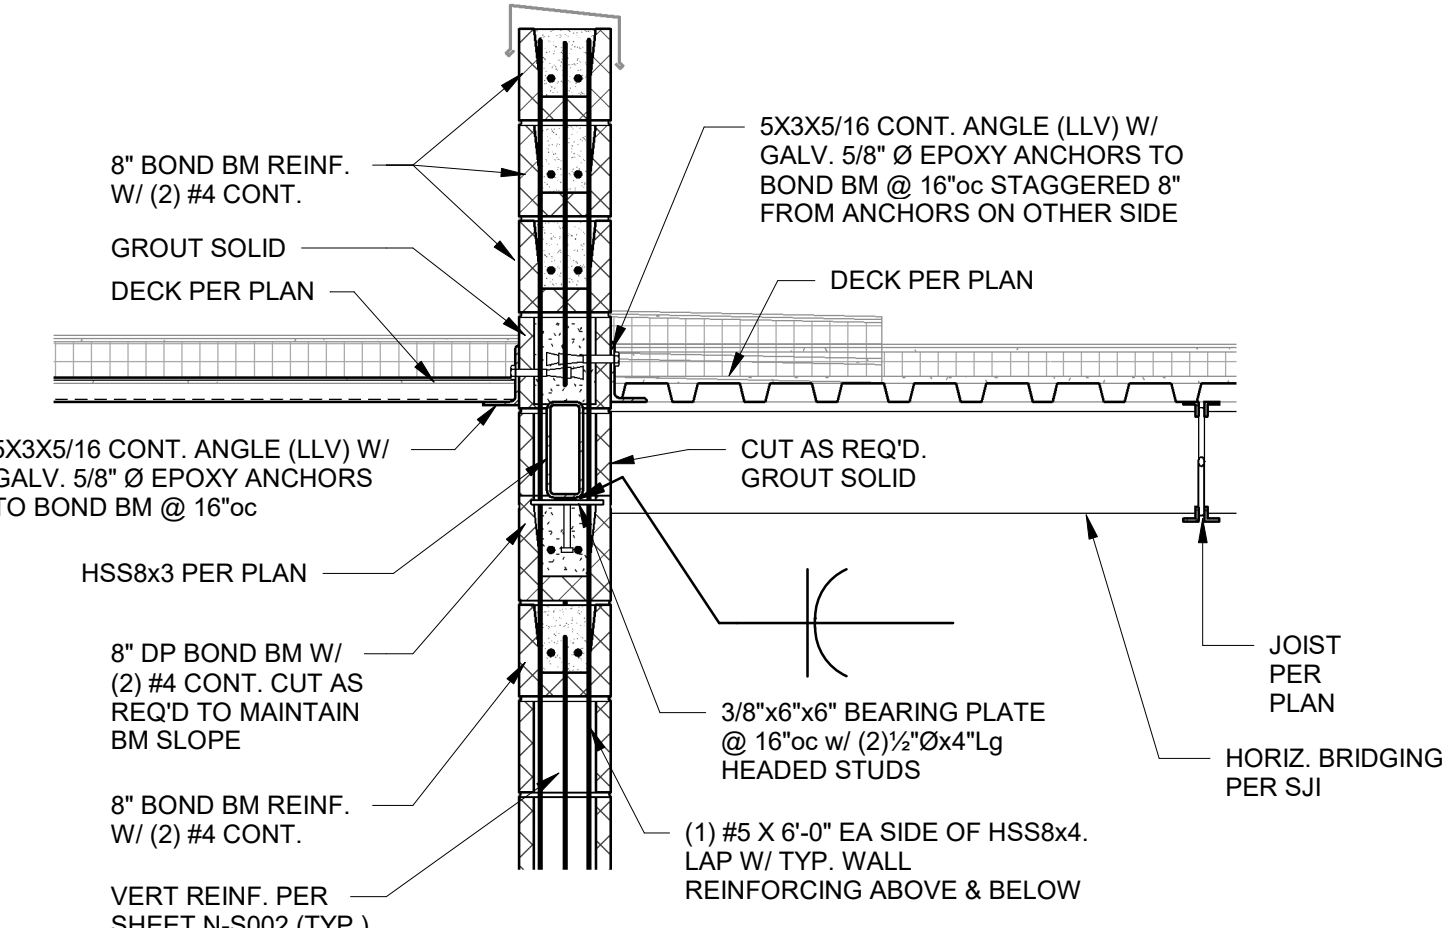 8" BOND BM REINF.
W/ (2) #4 CONT.
GROUT SOLID
DECK PER PLAN
5X3X5/16 CONT. ANGLE (LLV) W/
GALV. 5/8" Ø EPOXY ANCHORS TO
BOND BM @ 16"oc STAGGERED 8"
FROM ANCHORS ON OTHER SIDE
DECK PER PLAN
5X3X5/16 CONT. ANGLE (LLV) W/
GALV. 5/8" Ø EPOXY ANCHORS
TO BOND BM @ 16"oc
CUT AS REQ'D.
GROUT SOLID
HSS8x3 PER PLAN
8" DP BOND BM W/
(2) #4 CONT. CUT AS
REQ'D TO MAINTAIN
BM SLOPE
JOIST
PER
PLAN
3/8"x6"x6" BEARING PLATE
@ 16"oc w/ (2)½"Øx4"Lg
HEADED STUDS
HORIZ. BRIDGING
PER SJI
8" BOND BM REINF.
W/ (2) #4 CONT.
(1) #5 X 6'-0" EA SIDE OF HSS8x4.
LAP W/ TYP. WALL
REINFORCING ABOVE & BELOW
VERT REINF. PER
SHEET N-S002 (TYP.)